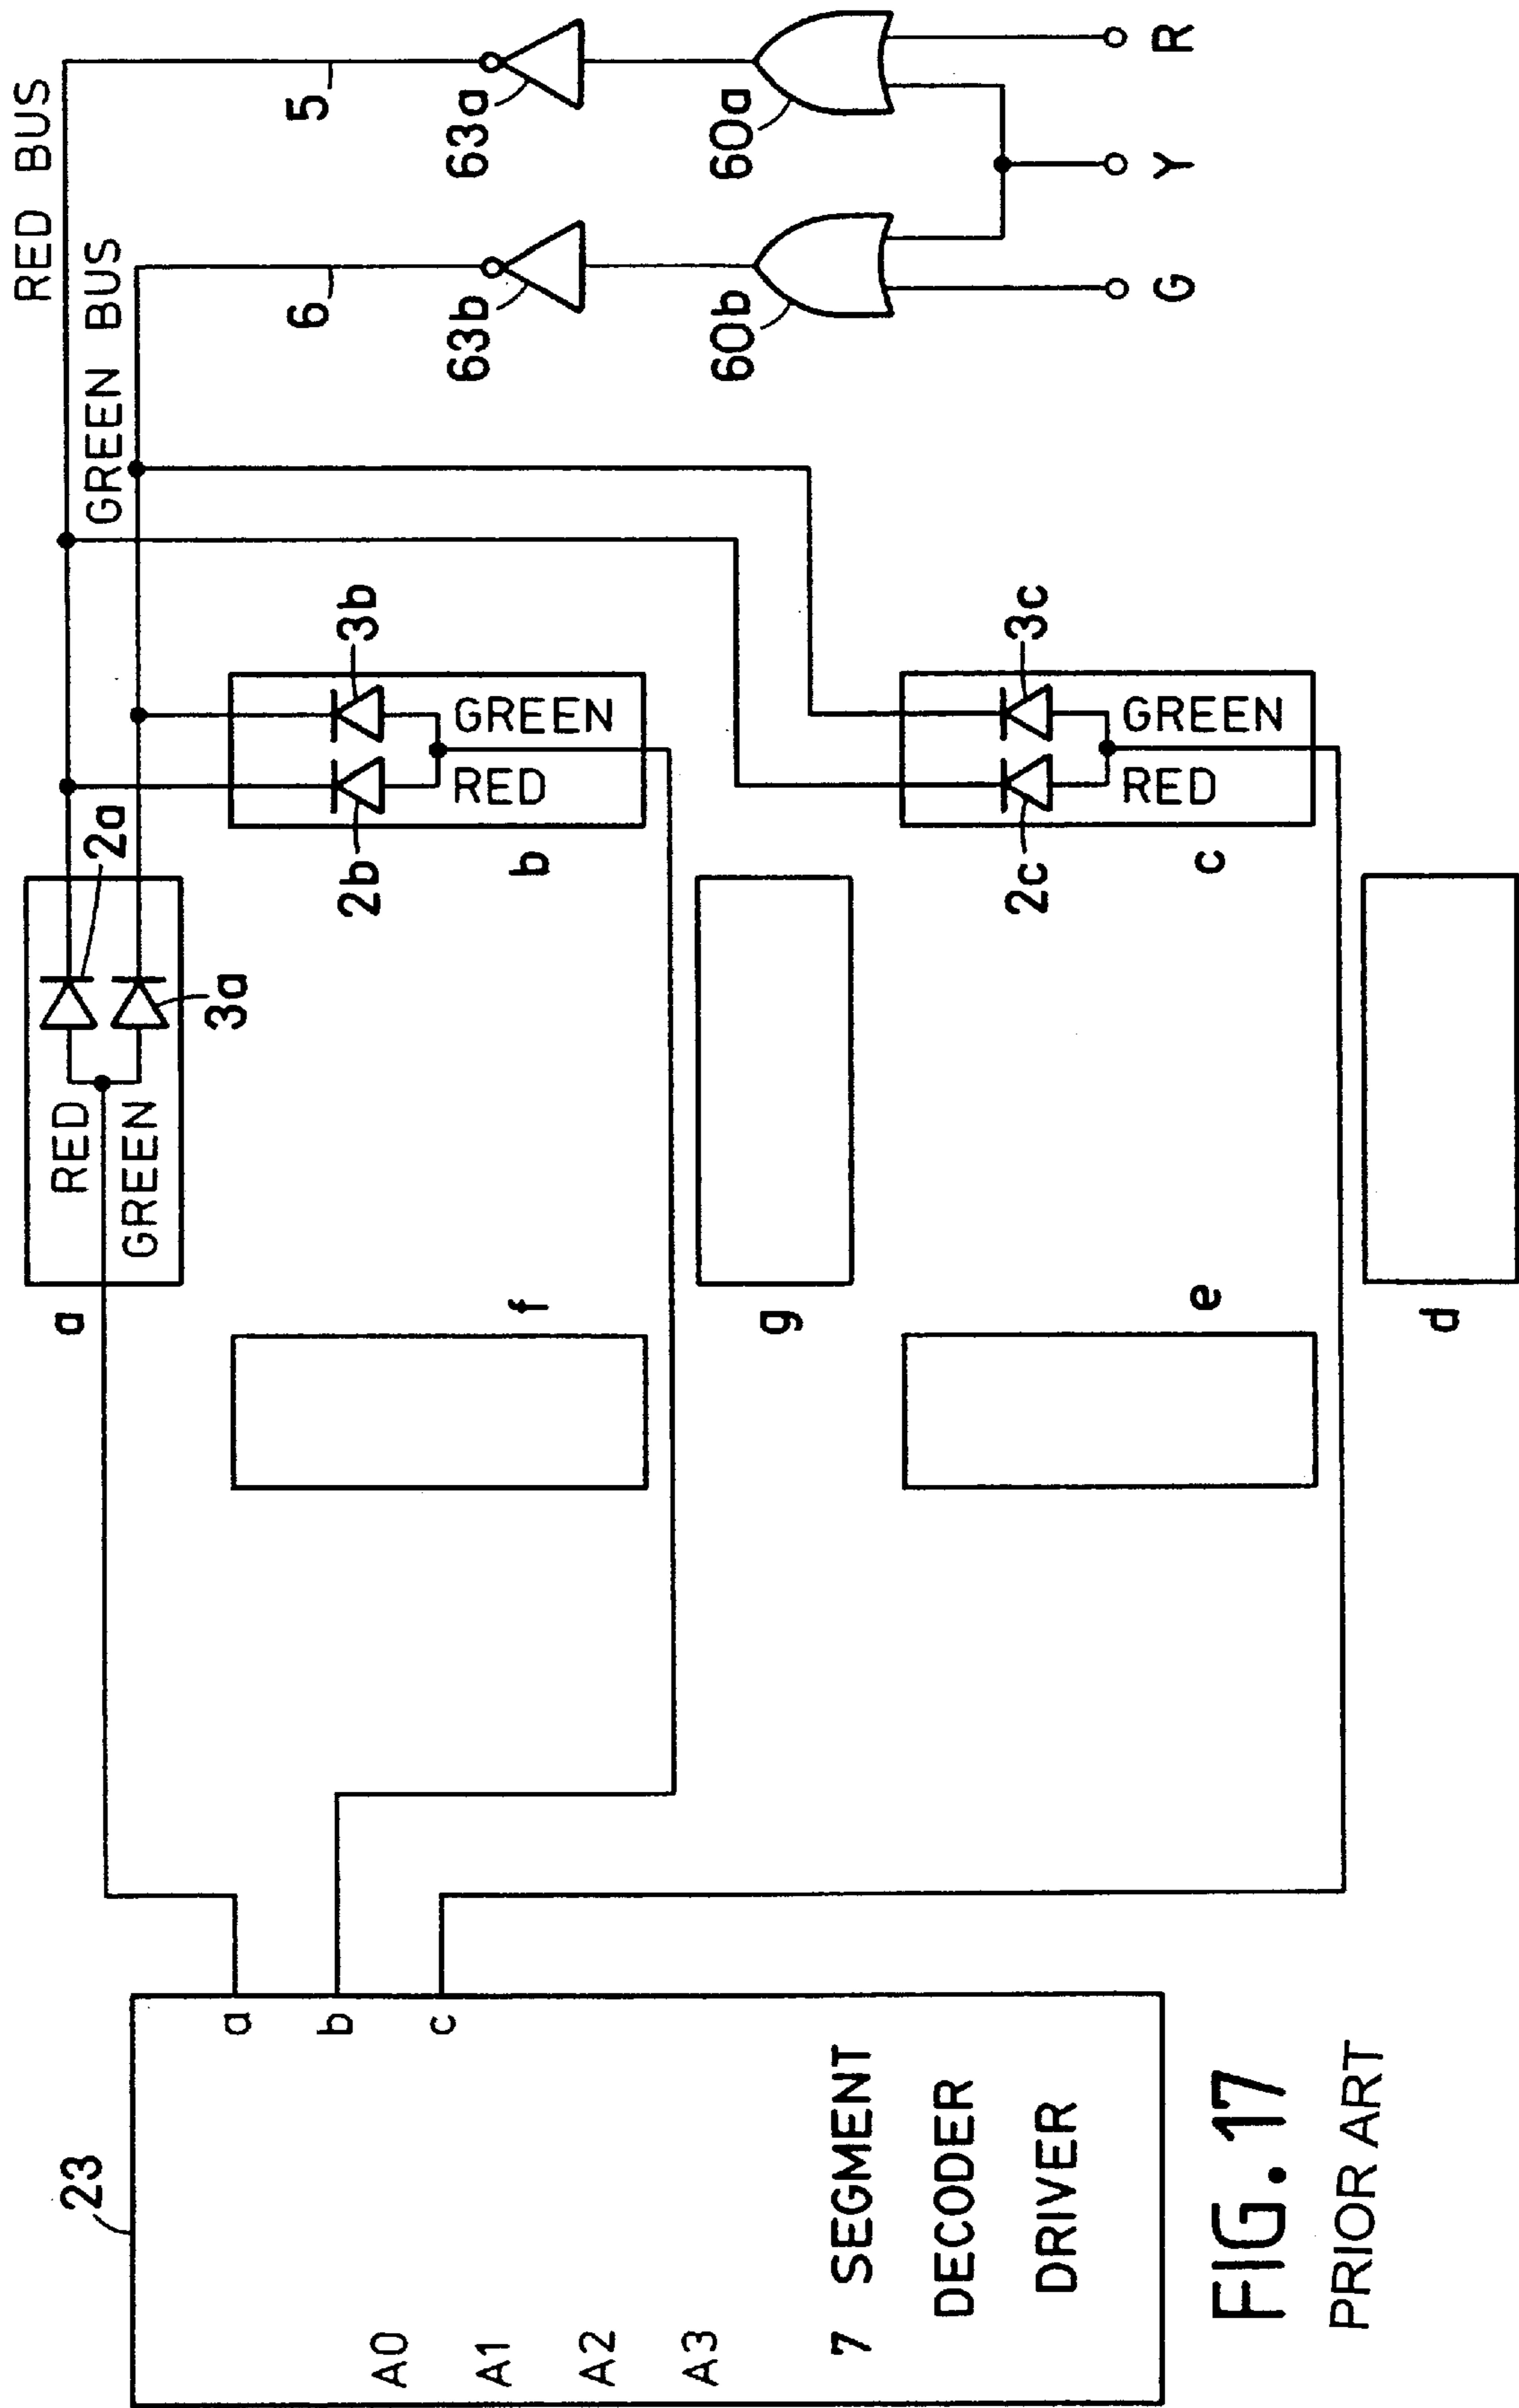 23
A0
A1
A2
A3
a
b
c
7 SEGMENT
DECODER
DRIVER
a
RED
GREEN
2a
3a
f
b
2b
3b
RED
GREEN
g
e
c
2c
3c
RED
GREEN
d
RED BUS
GREEN BUS
5
6
63a
63b
60a
60b
G
Y
R
FIG. 17
PRIOR ART